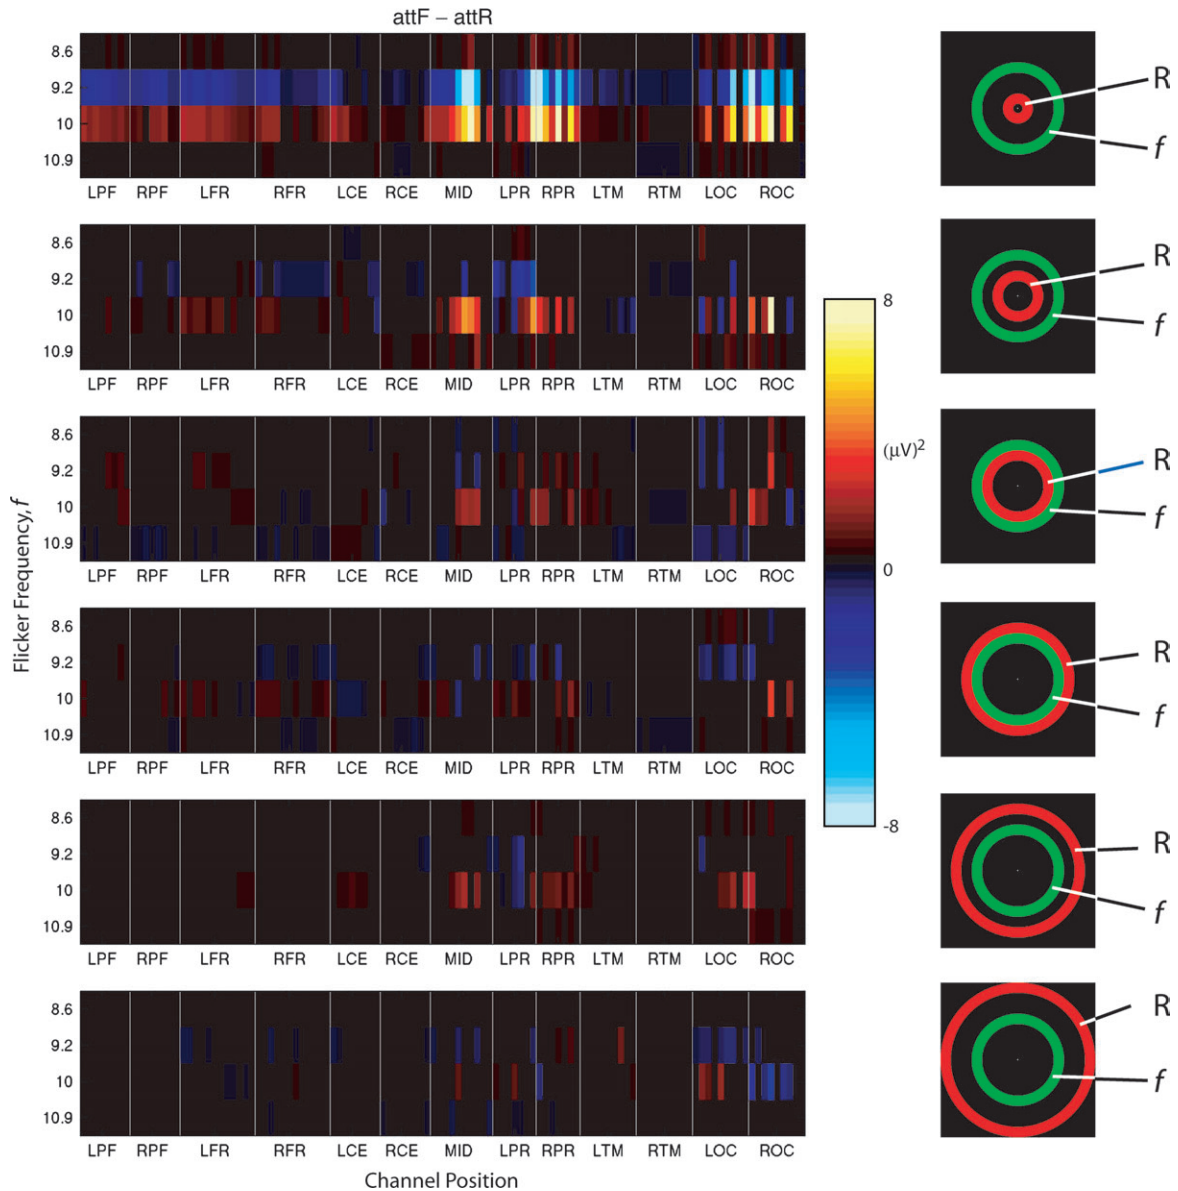 attF – attR
8.6
9.2
10
10.9
LPF RPF LFR RFR LCE RCE MID LPR RPR LTM RTM LOC ROC
R
f
8.6
9.2
10
10.9
LPF RPF LFR RFR LCE RCE MID LPR RPR LTM RTM LOC ROC
R
f
8.6
9.2
10
10.9
LPF RPF LFR RFR LCE RCE MID LPR RPR LTM RTM LOC ROC
R
f
8.6
9.2
10
10.9
LPF RPF LFR RFR LCE RCE MID LPR RPR LTM RTM LOC ROC
R
f
8.6
9.2
10
10.9
LPF RPF LFR RFR LCE RCE MID LPR RPR LTM RTM LOC ROC
R
f
8.6
9.2
10
10.9
LPF RPF LFR RFR LCE RCE MID LPR RPR LTM RTM LOC ROC
R
f
Flicker Frequency, f
Channel Position
8
(μV)²
0
-8